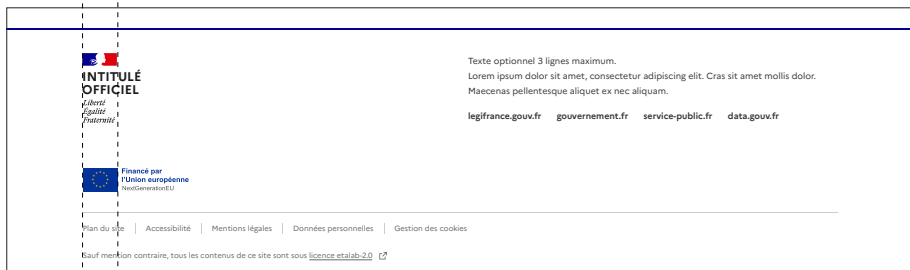 INTITULÉ
OFFICIEL
Liberté
Égalité
Fraternité
Texte optionnel 3 lignes maximum.
Lorem ipsum dolor sit amet, consectetur adipiscing elit. Cras sit amet mollis dolor.
Maecenas pellentesque aliquet ex nec aliquam.
legifrance.gouv.fr gouvernement.fr service-public.fr data.gouv.fr
Financé par
l'Union européenne
NextGenerationEU
Plan du site Accessibilité Mentions légales Données personnelles Gestion des cookies
Sauf mention contraire, tous les contenus de ce site sont sous licence etalab-2.0